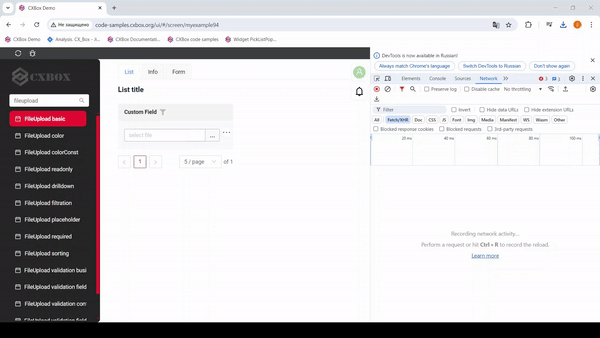 CXBox Demo
Не защищено
code-samples.cxbox.org/ui/#/screen/myexample94
CXBox Demo
Analysis. CX_Box - Ji...
CXBox Documentati...
CXBox code samples
Widget PickListPop...
CXBOX
fileupload
FileUpload basic
FileUpload color
FileUpload colorConst
FileUpload readonly
FileUpload drilldown
FileUpload filtration
FileUpload placeholder
FileUpload required
FileUpload sorting
FileUpload validation busi
FileUpload validation field
FileUpload validation con
FileUpload validation field
List
Info
Form
List title
Custom Field
select file
...
1
5 / page
of 1
DevTools is now available in Russian!
Always match Chrome's language
Switch DevTools to Russian
Don't show again
Elements
Console
Sources
Network
Preserve log
Disable cache
No throttling
Filter
Invert
Hide data URLs
Hide extension URLs
All
Fetch/XHR
Doc
CSS
JS
Font
Img
Media
Manifest
WS
Wasm
Other
Blocked response cookies
Blocked requests
3rd-party requests
20 ms
40 ms
60 ms
80 ms
100 ms
Recording network activity...
Perform a request or hit Ctrl + R to record the reload.
Learn more